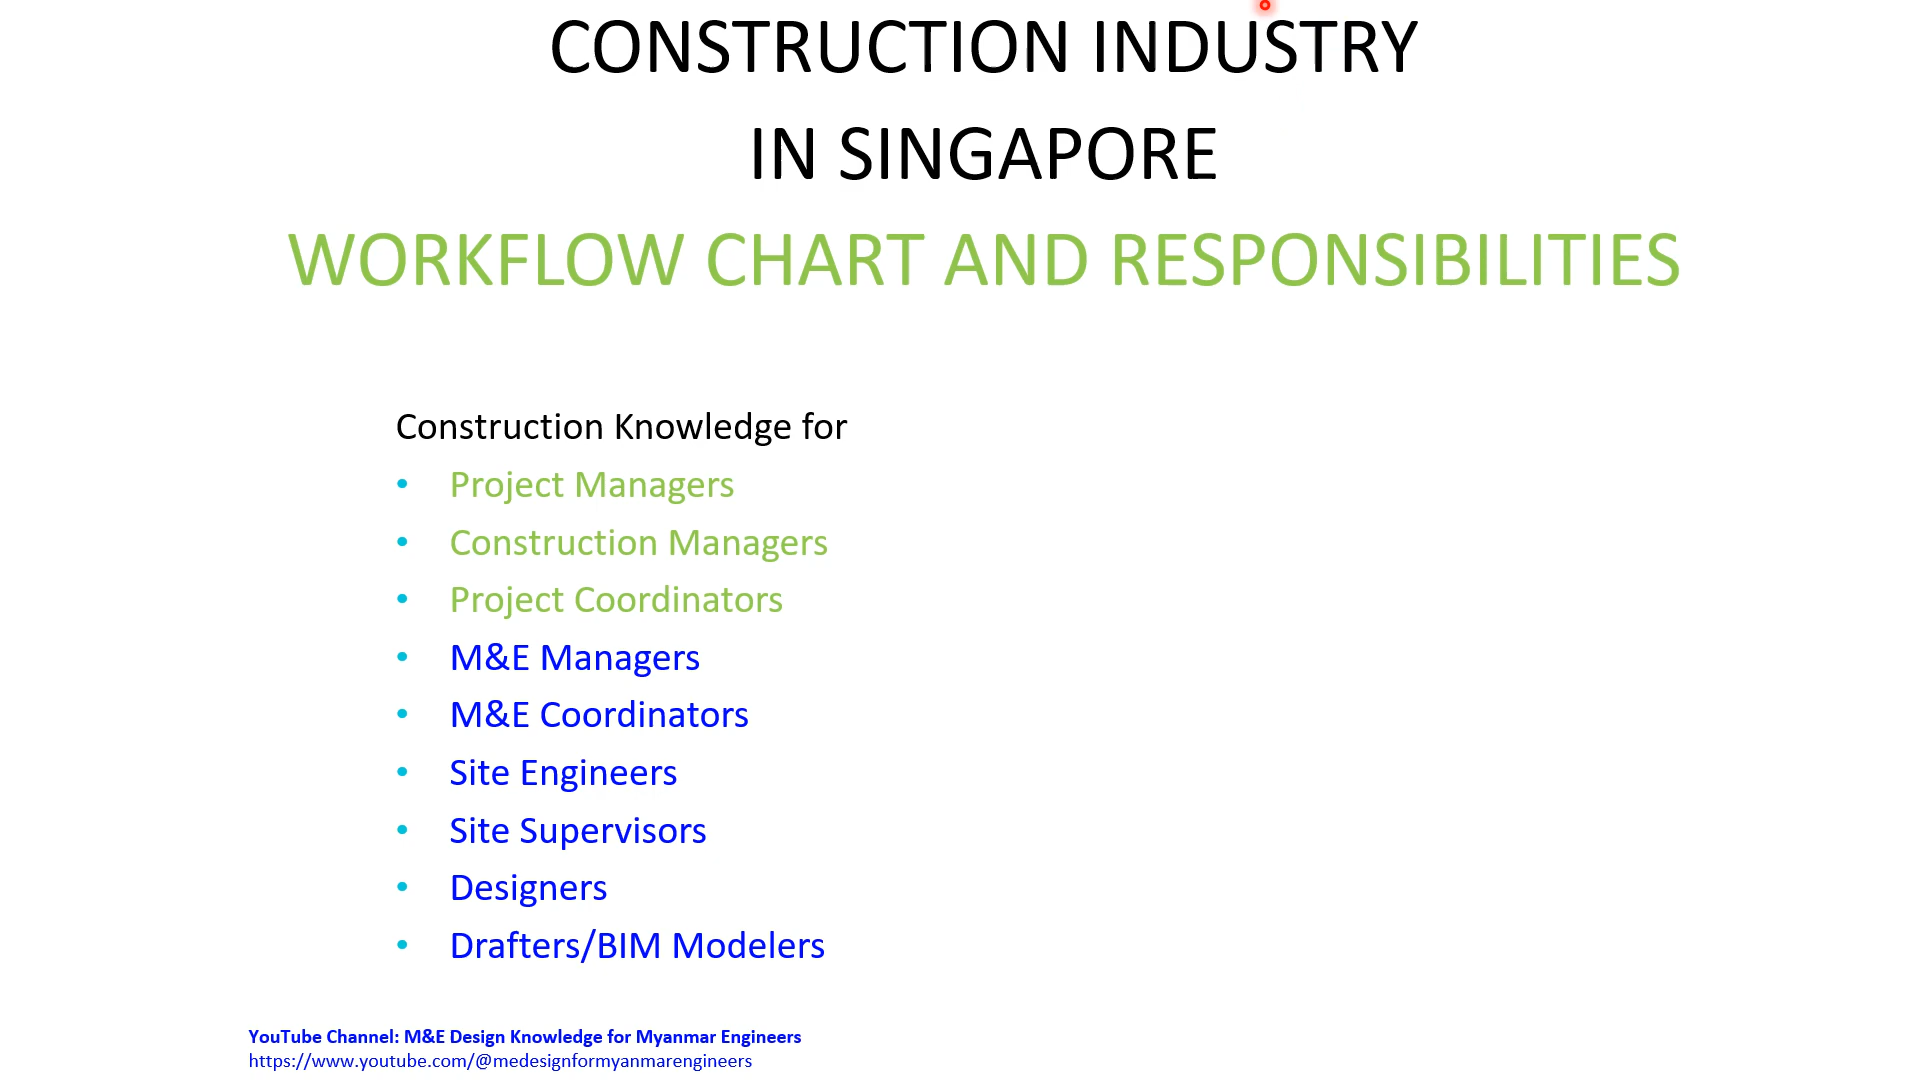 CONSTRUCTION INDUSTRY
IN SINGAPORE
WORKFLOW CHART AND RESPONSIBILITIES
Construction Knowledge for
• Project Managers
• Construction Managers
• Project Coordinators
• M&E Managers
• M&E Coordinators
• Site Engineers
• Site Supervisors
• Designers
• Drafters/BIM Modelers
YouTube Channel: M&E Design Knowledge for Myanmar Engineers
https://www.youtube.com/@medesignformyanmarengineers